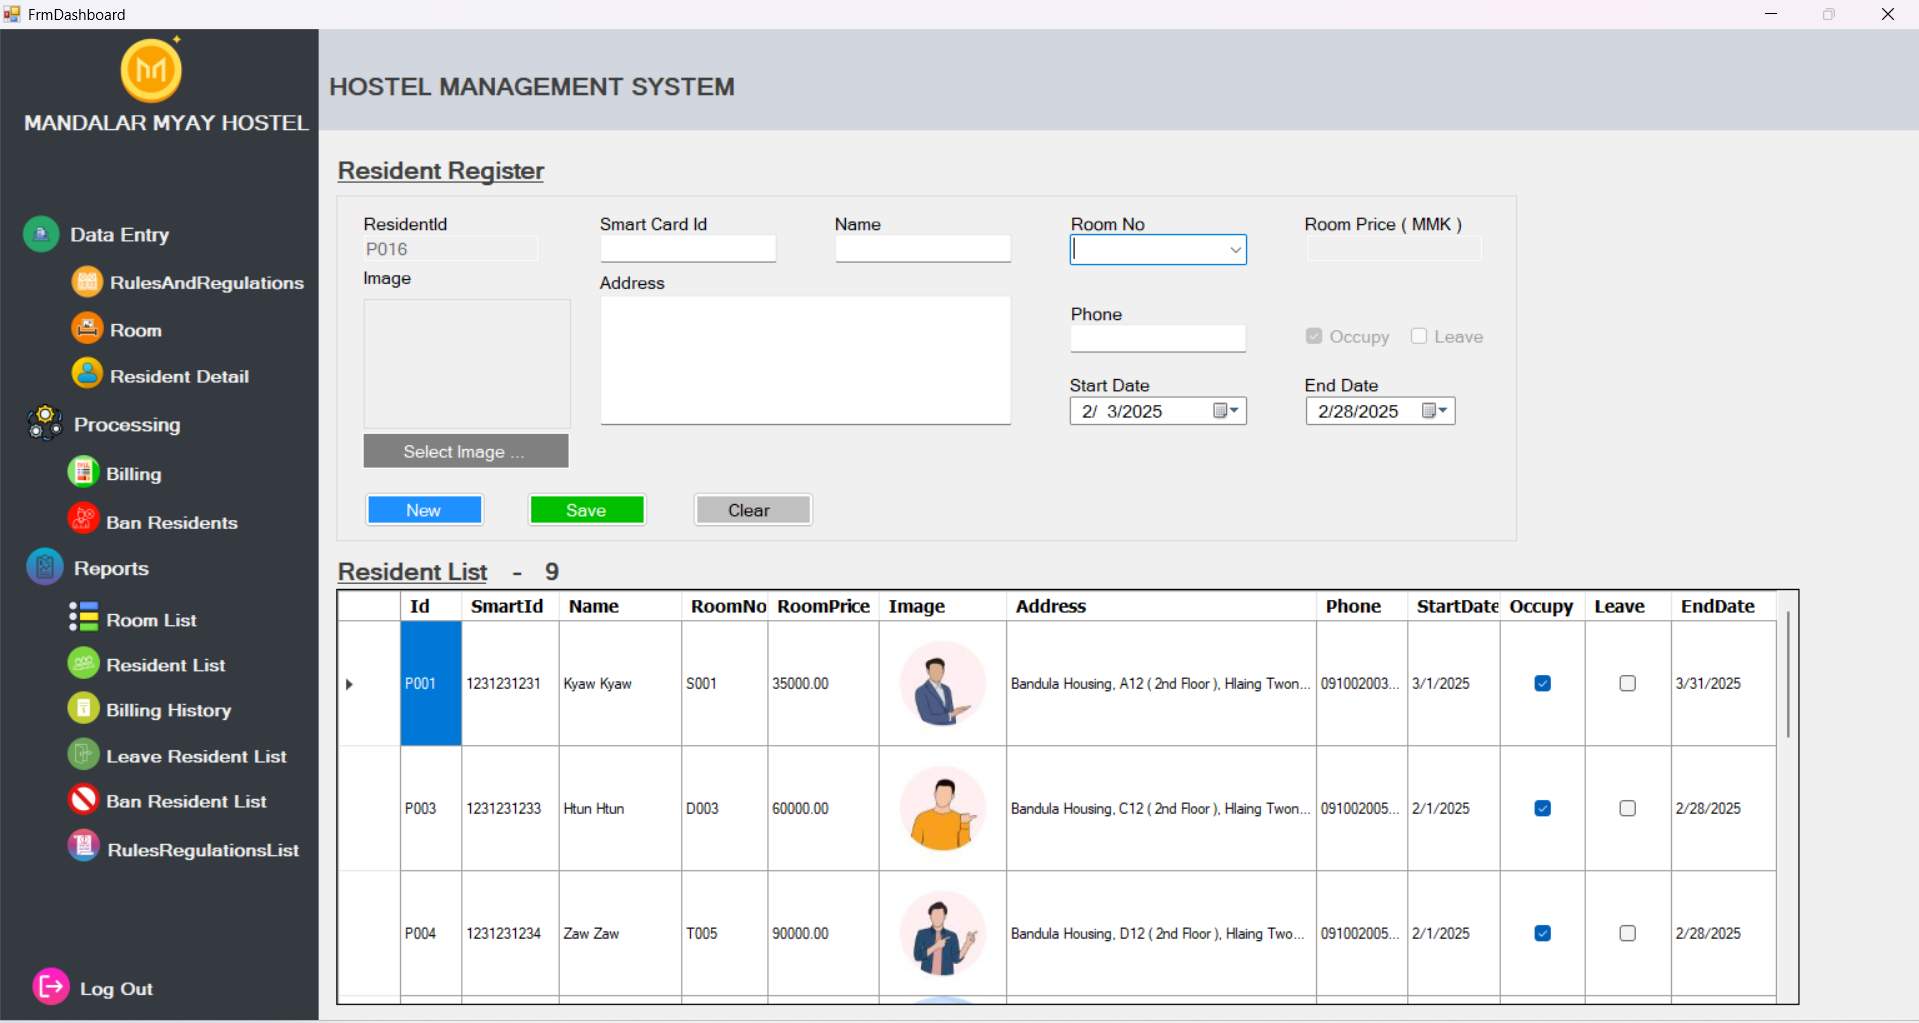 FrmDashboard
MANDALAR MYAY HOSTEL
HOSTEL MANAGEMENT SYSTEM
Data Entry
RulesAndRegulations
Room
Resident Detail
Processing
Billing
Ban Residents
Reports
Room List
Resident List
Billing History
Leave Resident List
Ban Resident List
RulesRegulationsList
Log Out
Resident Register
ResidentId Smart Card Id Name Room No Room Price ( MMK )
P016
Image Address
Phone
Occupy Leave
Start Date End Date
2/ 3/2025 2/28/2025
Select Image ...
New Save Clear
Resident List - 9
Id SmartId Name RoomNo RoomPrice Image Address Phone StartDate Occupy Leave EndDate
P001 1231231231 Kyaw Kyaw S001 35000.00 Bandula Housing, A12 ( 2nd Floor ), Hlaing Twon... 091002003... 3/1/2025 3/31/2025
P003 1231231233 Htun Htun D003 60000.00 Bandula Housing, C12 ( 2nd Floor ), Hlaing Twon... 091002005... 2/1/2025 2/28/2025
P004 1231231234 Zaw Zaw T005 90000.00 Bandula Housing, D12 ( 2nd Floor ), Hlaing Two... 091002005... 2/1/2025 2/28/2025